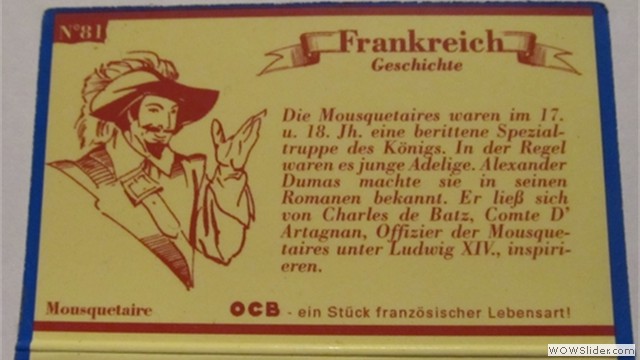 N°81
Frankreich
Geschichte
Die Mousquetaires waren im 17.
u. 18. Jh. eine berittene Spezial-
truppe des Königs. In der Regel
waren es junge Adelige. Alexander
Dumas machte sie in seinen
Romanen bekannt. Er ließ sich
von Charles de Batz, Comte D'
Artagnan, Offizier der Mousque-
taires unter Ludwig XIV., inspiri-
eren.
Mousquetaire
OCB - ein Stück französischer Lebensart!
WOWSlider.com